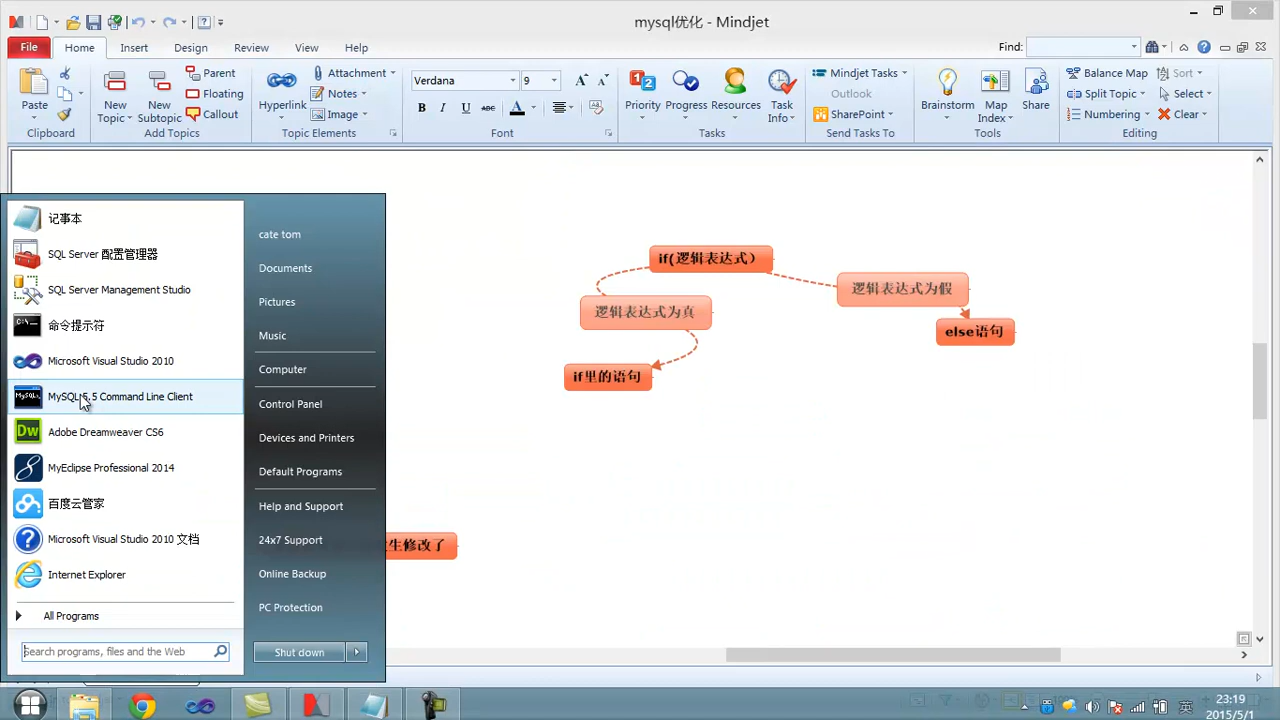 mysql优化 - Mindjet
File Home Insert Design Review View Help Find:
Paste
Clipboard
New Topic New Subtopic Parent Floating Callout
Add Topics
Hyperlink Attachment Notes Image
Topic Elements
Verdana 9
B I U abc A
Font
Priority Progress Resources Task Info
Tasks
Mindjet Tasks Outlook SharePoint
Send Tasks To
Brainstorm Map Index Share
Tools
Balance Map Sort Split Topic Select Numbering Clear
Editing
记事本
SQL Server 配置管理器
SQL Server Management Studio
命令提示符
Microsoft Visual Studio 2010
MySQL 5.5 Command Line Client
Adobe Dreamweaver CS6
MyEclipse Professional 2014
百度云管家
Microsoft Visual Studio 2010 文档
Internet Explorer
All Programs
Search programs, files and the Web
cate tom
Documents
Pictures
Music
Computer
Control Panel
Devices and Printers
Default Programs
Help and Support
24x7 Support
Online Backup
PC Protection
Shut down
if(逻辑表达式）
逻辑表达式为真
逻辑表达式为假
else语句
if里的语句
生修改了
英
23:19
2015/5/1